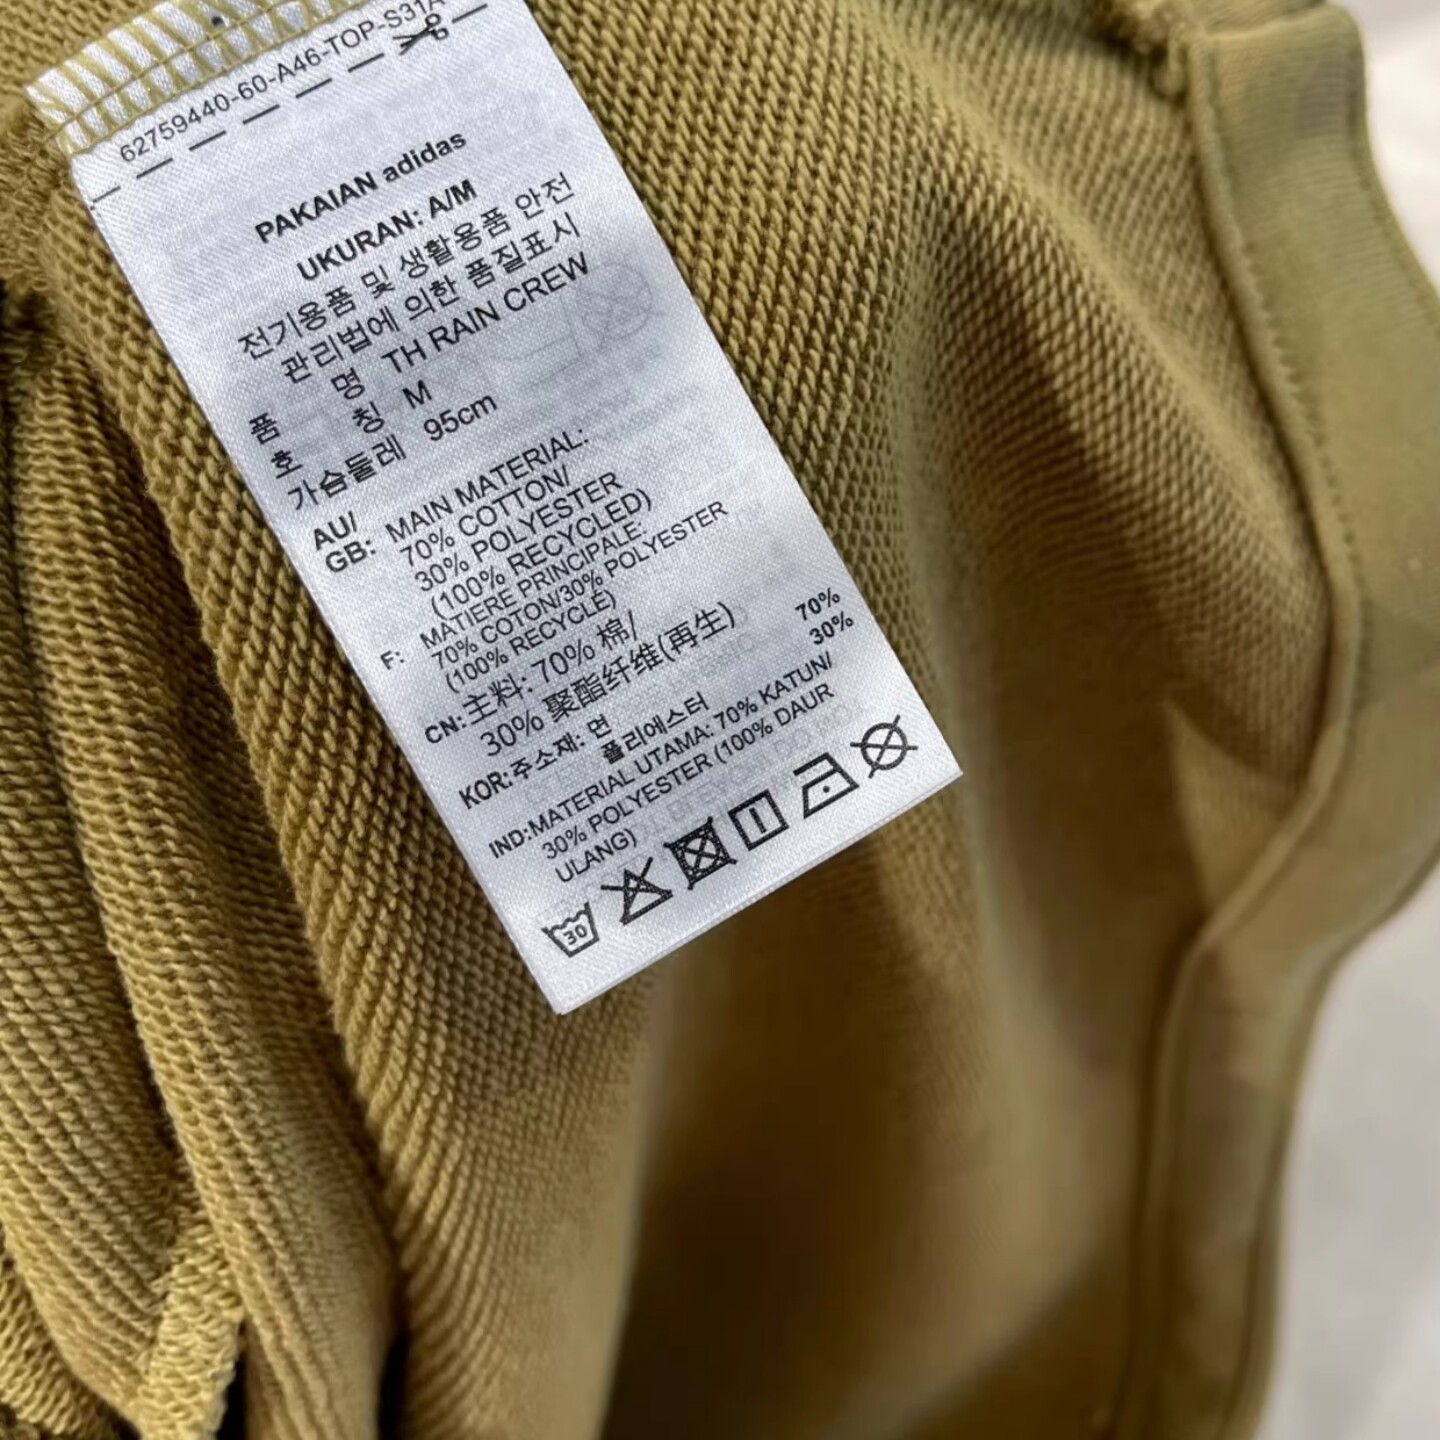 62759440-60-A46-TOP-S31A
PAKAIAN adidas
UKURAN: A/M
전기용품 및 생활용품 안전
관리법에 의한 품질표시
품 명 TH RAIN CREW
호 칭 M
가슴둘레 95cm
AU/
GB: MAIN MATERIAL:
70% COTTON/
30% POLYESTER
(100% RECYCLED)
F: MATIERE PRINCIPALE:
70% COTON/30% POLYESTER
(100% RECYCLÉ)
CN: 主料: 70% 棉/
30% 聚酯纤维(再生)
KOR: 주소재: 면 70%
폴리에스터 30%
IND: MATERIAL UTAMA: 70% KATUN/
30% POLYESTER (100% DAUR
ULANG)
30